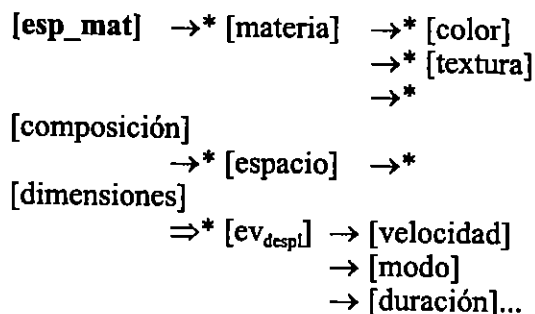 [esp_mat] →* [materia] →* [color]
→* [textura]
→*
[composición]
→* [espacio] →*
[dimensiones]
⇒* [ev_despl] → [velocidad]
→ [modo]
→ [duración]...